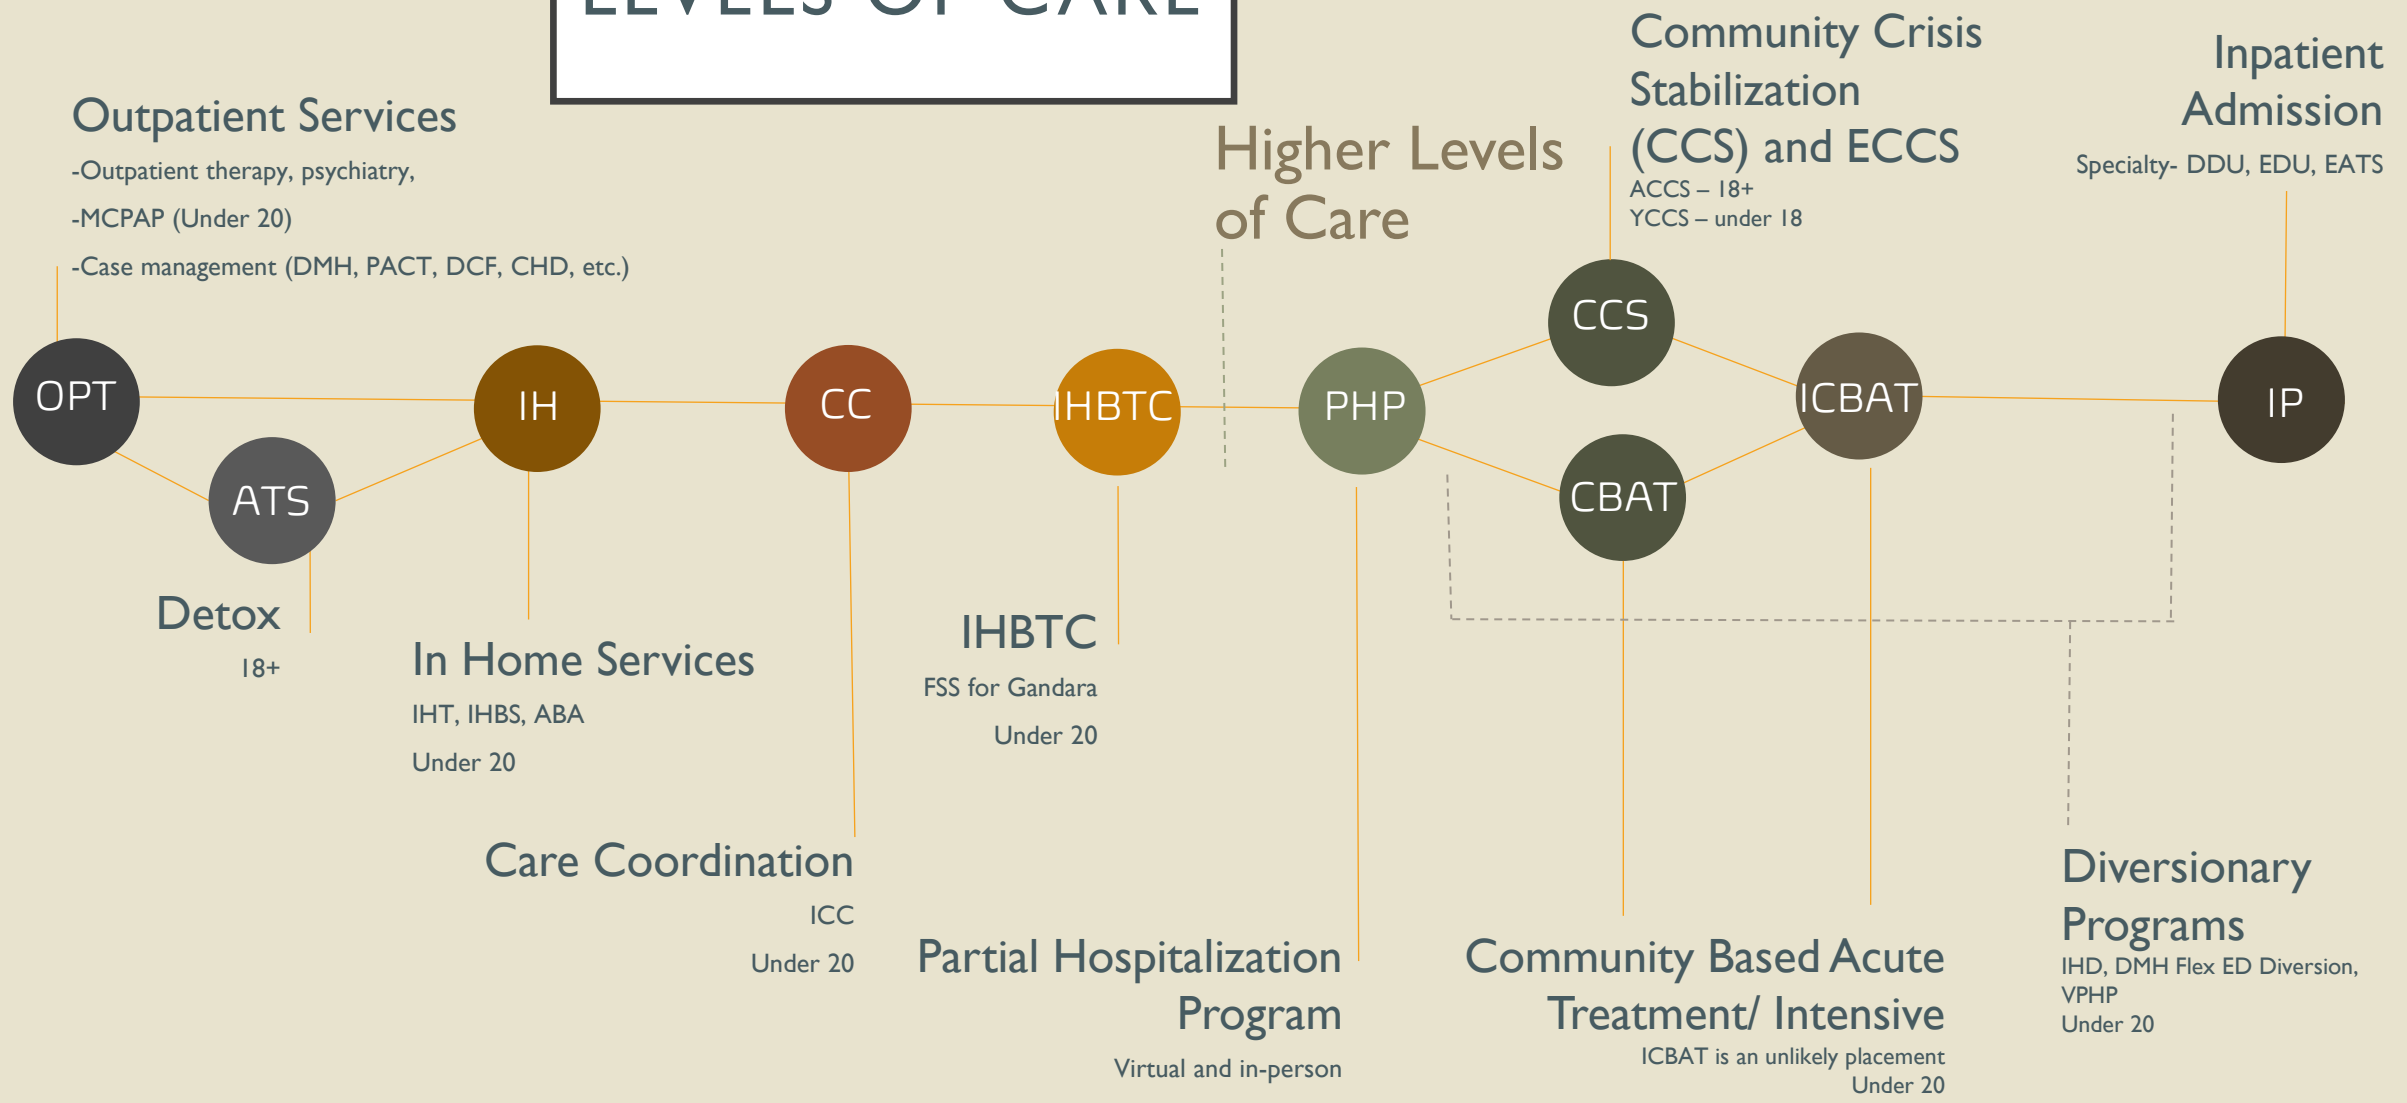 LEVELS OF CARE
Outpatient Services
-Outpatient therapy, psychiatry,
-MCPAP (Under 20)
-Case management (DMH, PACT, DCF, CHD, etc.)
Higher Levels
of Care
Community Crisis
Stabilization
(CCS) and ECCS
ACCS – 18+
YCCS – under 18
Inpatient
Admission
Specialty- DDU, EDU, EATS
OPT
ATS
IH
CC
IHBTC
PHP
CCS
CBAT
ICBAT
IP
Detox
18+
In Home Services
IHT, IHBS, ABA
Under 20
Care Coordination
ICC
Under 20
IHBTC
FSS for Gandara
Under 20
Partial Hospitalization
Program
Virtual and in-person
Community Based Acute
Treatment/ Intensive
ICBAT is an unlikely placement
Under 20
Diversionary
Programs
IHD, DMH Flex ED Diversion,
VPHP
Under 20